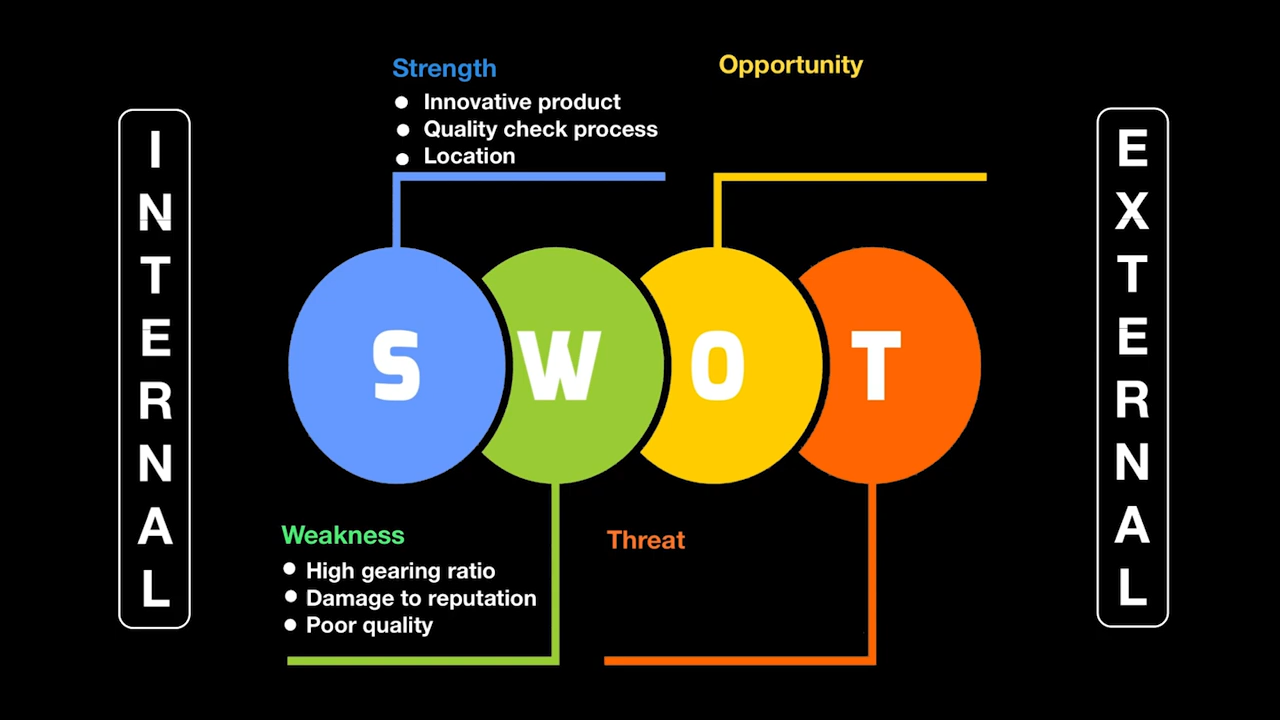 Strength
Innovative product
Quality check process
Location
Opportunity
INTERNAL
EXTERNAL
S W O T
Weakness
High gearing ratio
Damage to reputation
Poor quality
Threat